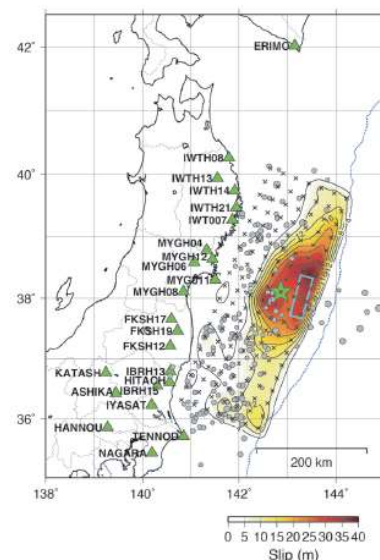 42°
ERIMO
IWTH08
40°
IWTH13
IWTH14
IWTH21
IWT007
MYGH04
MYGH12
MYGH06
MYGH11
38°
MYGH08
FKSH17
FKSH19
FKSH12
IBRH13
KATASH
HITACH
ASHIKA
IBRH15
IYASAT
36°
HANNOU
TENNOD
NAGARA
200 km
138°
140°
142°
144°
0 5 10 15 20 25 30 35 40
Slip (m)